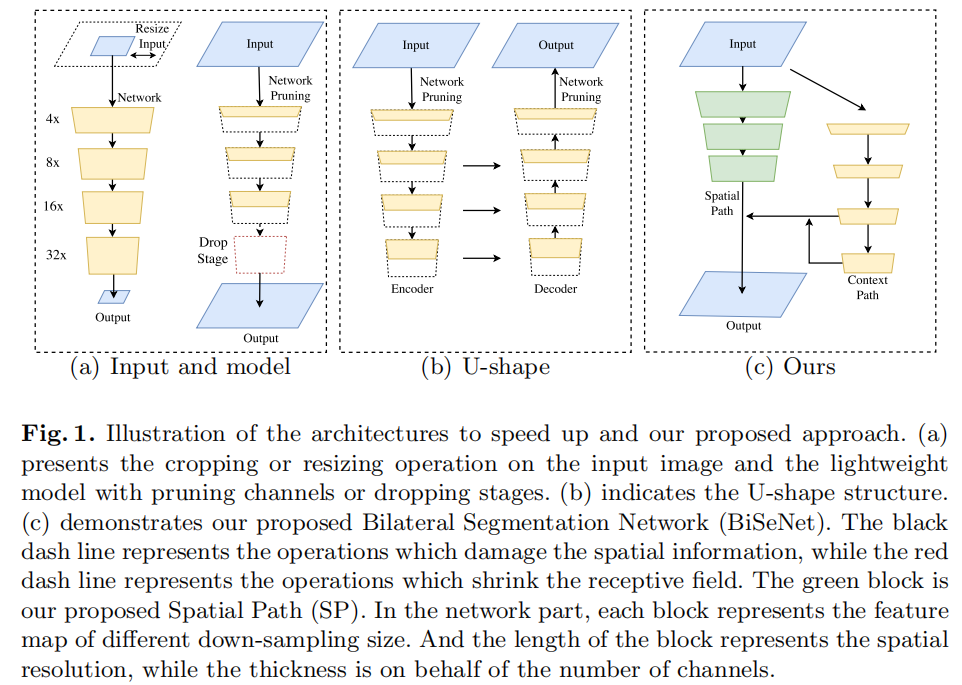 Resize
Input
Network
4x
8x
16x
32x
Output
Input
Network
Pruning
Drop
Stage
Output
(a) Input and model
Input
Network
Pruning
Encoder
Output
Network
Pruning
Decoder
(b) U-shape
Input
Spatial
Path
Context
Path
Output
(c) Ours
Fig. 1. Illustration of the architectures to speed up and our proposed approach. (a)
presents the cropping or resizing operation on the input image and the lightweight
model with pruning channels or dropping stages. (b) indicates the U-shape structure.
(c) demonstrates our proposed Bilateral Segmentation Network (BiSeNet). The black
dash line represents the operations which damage the spatial information, while the red
dash line represents the operations which shrink the receptive field. The green block is
our proposed Spatial Path (SP). In the network part, each block represents the feature
map of different down-sampling size. And the length of the block represents the spatial
resolution, while the thickness is on behalf of the number of channels.